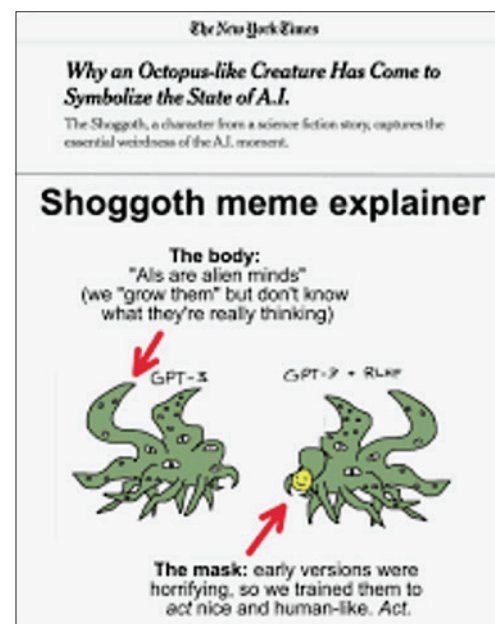 The New York Times
Why an Octopus-like Creature Has Come to
Symbolize the State of A.I.
The Shoggoth, a character from a science fiction story, captures the
essential weirdness of the A.I. moment.
Shoggoth meme explainer
The body:
"AIs are alien minds"
(we "grow them" but don't know
what they're really thinking)
GPT-3
GPT-3 + RLHF
The mask: early versions were
horrifying, so we trained them to
act nice and human-like. Act.